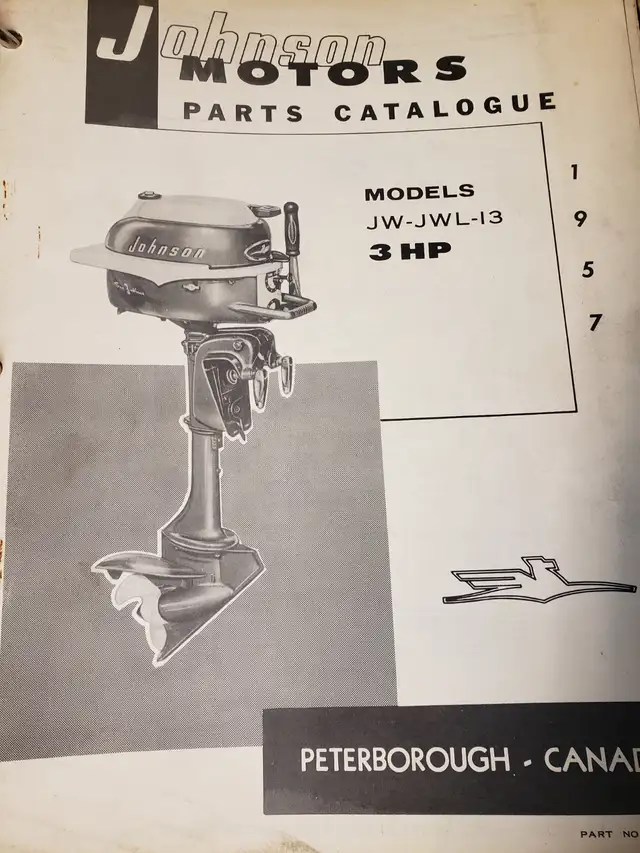 Johnson
MOTORS
PARTS CATALOGUE
MODELS
JW-JWL-13
3 HP
1
9
5
7
Johnson
PETERBOROUGH - CANAD
PART NO